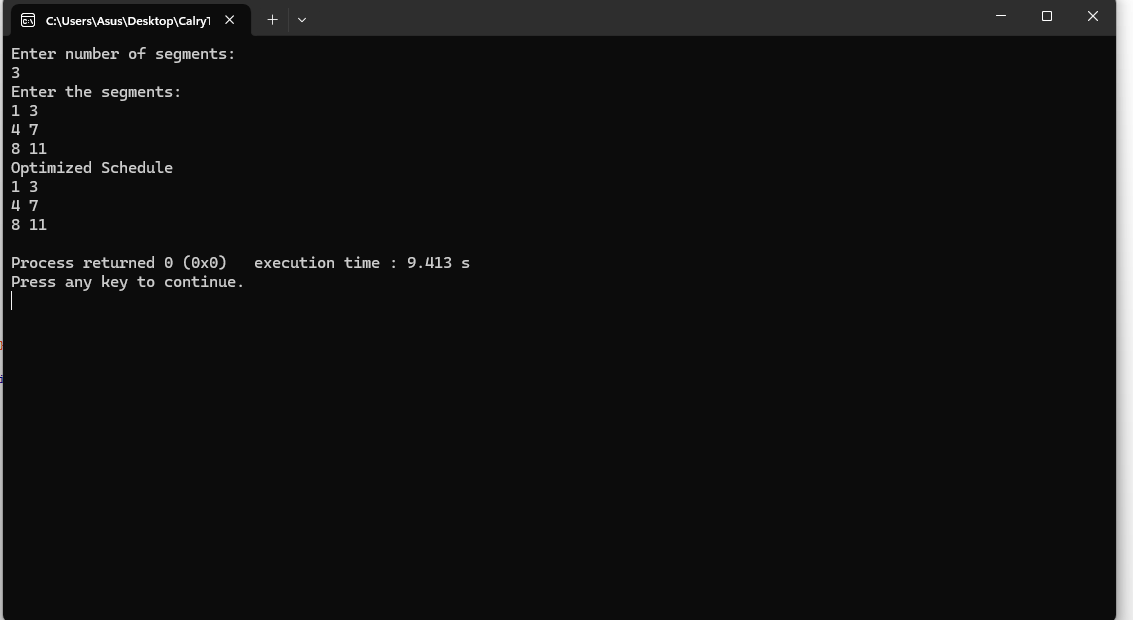 C:\Users\Asus\Desktop\Calry1
Enter number of segments:
3
Enter the segments:
1 3
4 7
8 11
Optimized Schedule
1 3
4 7
8 11
Process returned 0 (0x0)   execution time : 9.413 s
Press any key to continue.